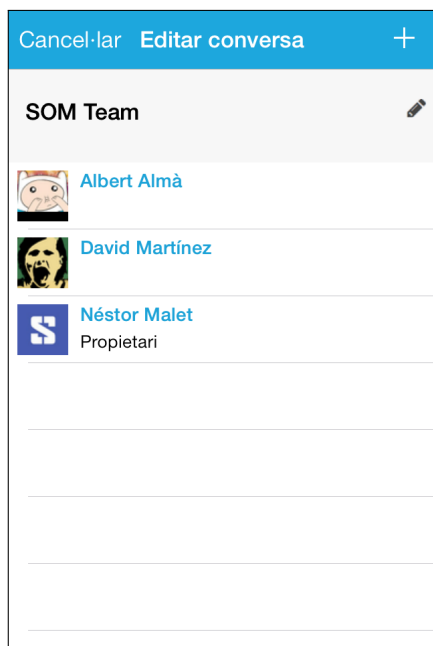 Cancel·lar Editar conversa +
SOM Team
Albert Almà
David Martínez
Néstor Malet
Propietari